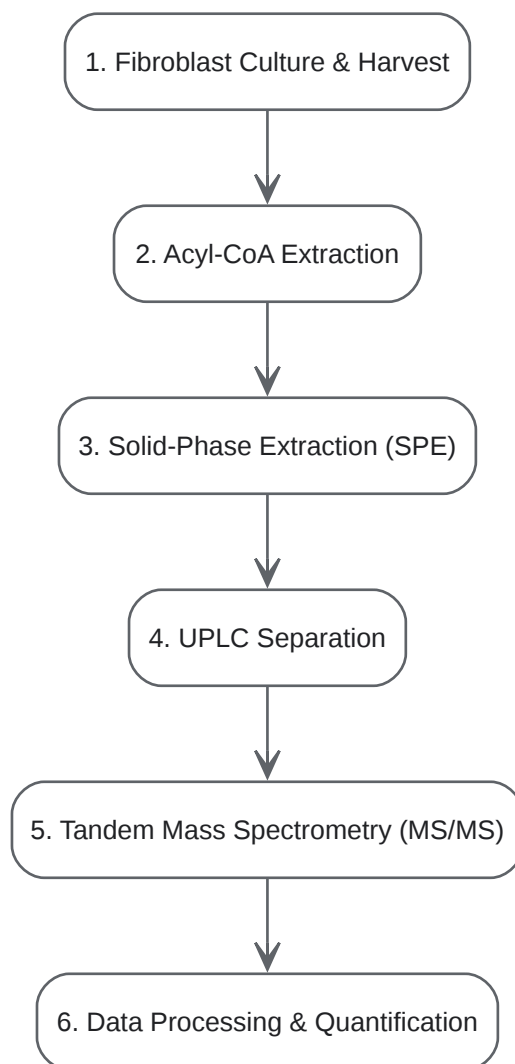 1. Fibroblast Culture & Harvest
2. Acyl-CoA Extraction
3. Solid-Phase Extraction (SPE)
4. UPLC Separation
5. Tandem Mass Spectrometry (MS/MS)
6. Data Processing & Quantification